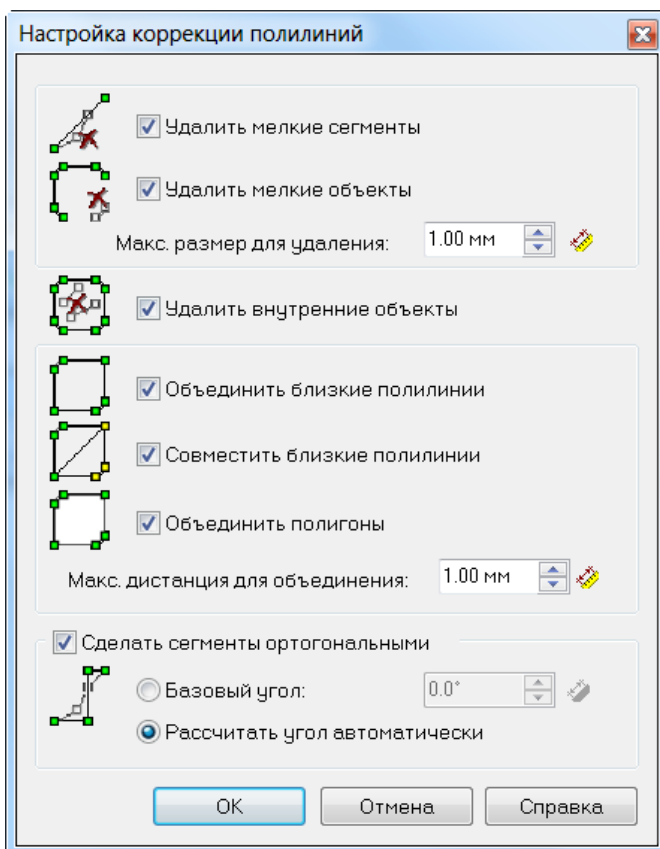 Настройка коррекции полилиний
Удалить мелкие сегменты
Удалить мелкие объекты
Макс. размер для удаления: 1.00 мм
Удалить внутренние объекты
Объединить близкие полилинии
Совместить близкие полилинии
Объединить полигоны
Макс. дистанция для объединения: 1.00 мм
Сделать сегменты ортогональными
Базовый угол: 0.0°
Рассчитать угол автоматически
OK Отмена Справка